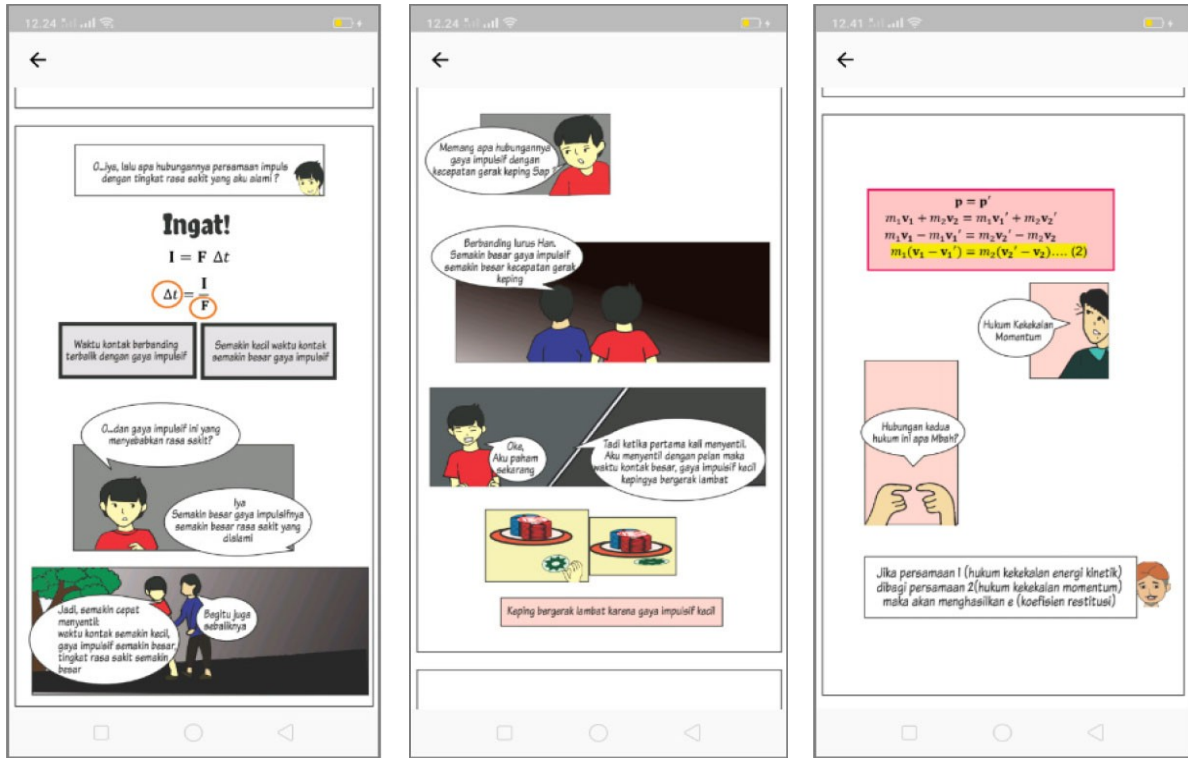 12.24
O...iya, lalu apa hubungannya persamaan impuls
dengan tingkat rasa sakit yang aku alami ?
Ingat!
I = F Δt
Δt = I/F
Waktu kontak berbanding
terbalik dengan gaya impulsif
Semakin kecil waktu kontak
semakin besar gaya impulsif
O...dan gaya impulsif ini yang
menyebabkan rasa sakit?
Iya
Semakin besar gaya impulsifnya
semakin besar rasa sakit yang
dialami
Jadi, semakin cepat
menyentil:
waktu kontak semakin kecil,
gaya impulsif semakin besar,
tingkat rasa sakit semakin
besar
Begitu juga
sebaliknya
12.24
Memang apa hubungannya
gaya impulsif dengan
kecepatan gerak keping Sap ?
Berbanding lurus Han.
Semakin besar gaya impulsif
semakin besar kecepatan gerak
keping
Oke,
Aku paham
sekarang
Tadi ketika pertama kali menyentil.
Aku menyentil dengan pelan maka
waktu kontak besar, gaya impulsif kecil
kepingya bergerak lambat
Keping bergerak lambat karena gaya impulsif kecil
12.41
p = p'
m₁v₁ + m₂v₂ = m₁v₁' + m₂v₂'
m₁v₁ − m₁v₁' = m₂v₂' − m₂v₂
m₁(v₁ − v₁') = m₂(v₂' − v₂).... (2)
Hukum Kekekalan
Momentum
Hubungan kedua
hukum ini apa Mbah?
Jika persamaan 1 (hukum kekekalan energi kinetik)
dibagi persamaan 2(hukum kekekalan momentum)
maka akan menghasilkan e (koefisien restitusi)